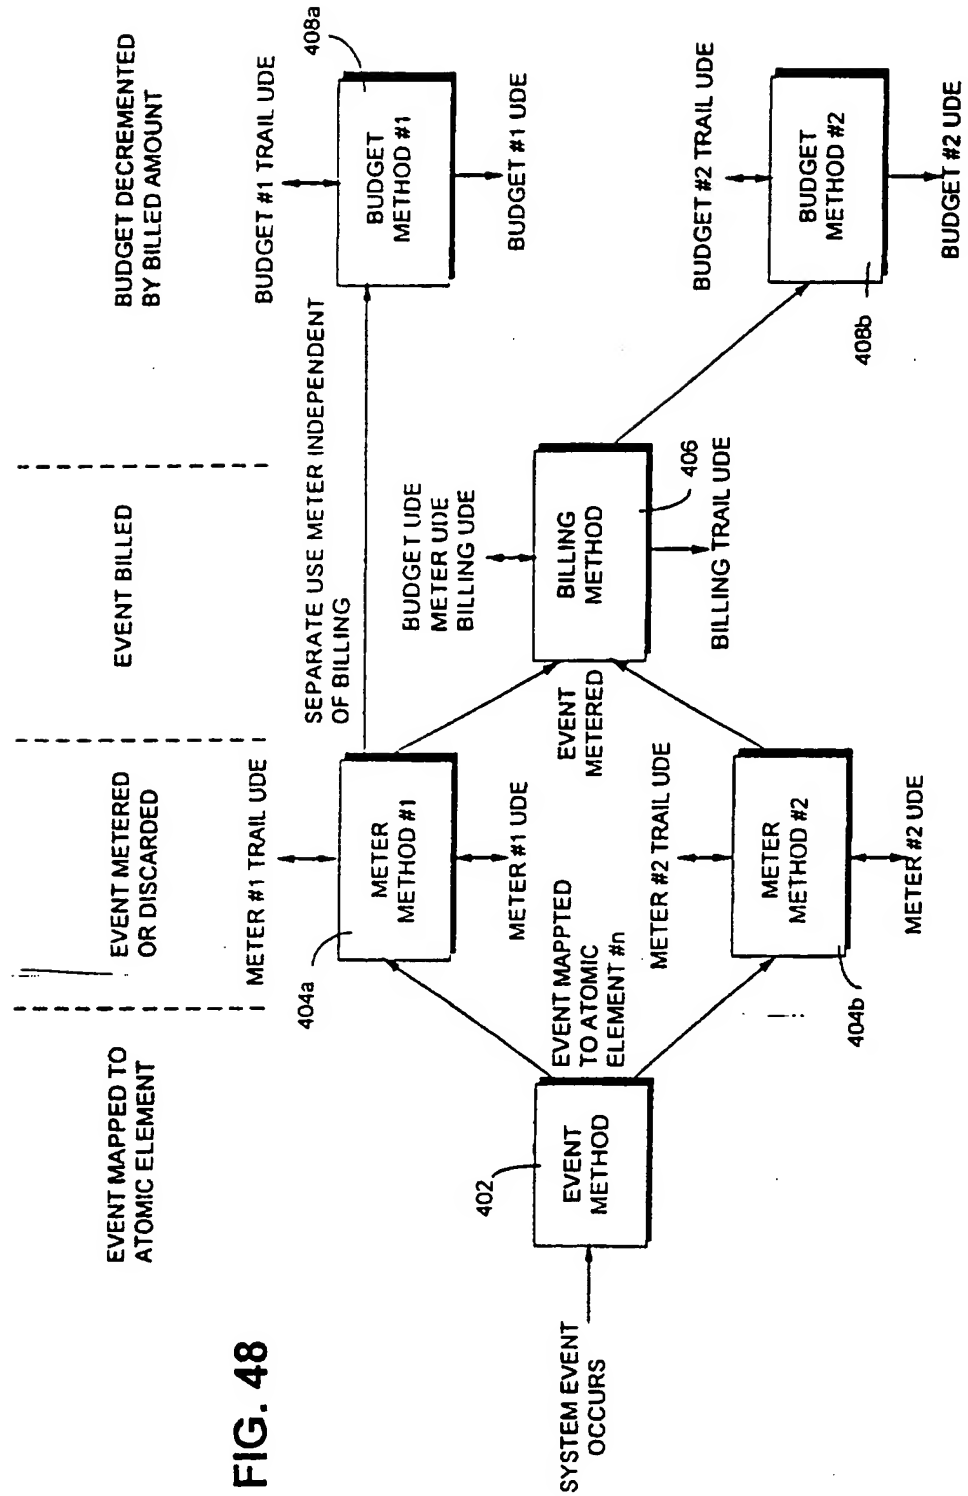 FIG. 48
EVENT MAPPED TO
ATOMIC ELEMENT
EVENT METERED
OR DISCARDED
EVENT BILLED
BUDGET DECREMENTED
BY BILLED AMOUNT
SYSTEM EVENT
OCCURS
402
EVENT
METHOD
EVENT MAPPTED
TO ATOMIC
ELEMENT #n
METER #1 TRAIL UDE
404a
METER
METHOD #1
METER #1 UDE
METER #2 TRAIL UDE
METER
METHOD #2
404b
METER #2 UDE
SEPARATE USE METER INDEPENDENT
OF BILLING
EVENT
METERED
BUDGET UDE
METER UDE
BILLING UDE
BILLING
METHOD
406
BILLING TRAIL UDE
BUDGET #1 TRAIL UDE
408a
BUDGET
METHOD #1
BUDGET #1 UDE
BUDGET #2 TRAIL UDE
BUDGET
METHOD #2
408b
BUDGET #2 UDE